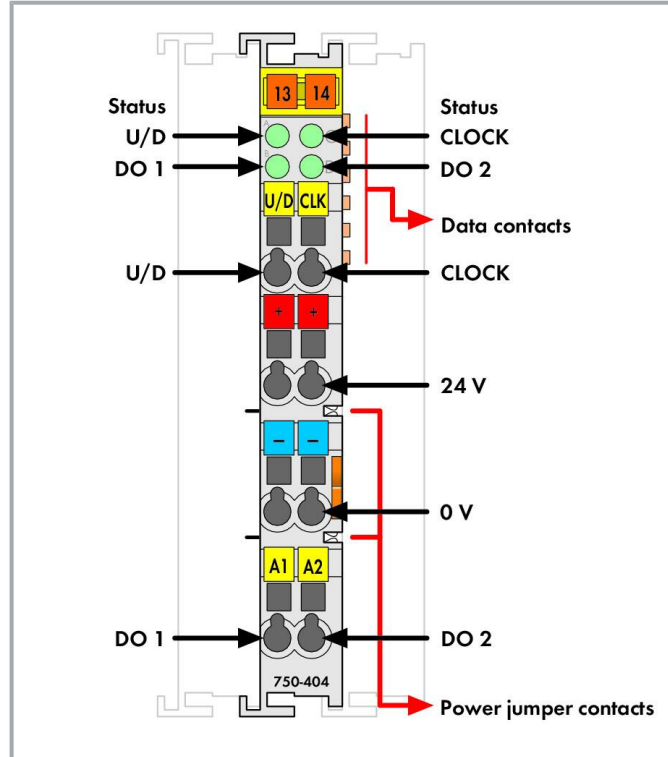 13 14
Status Status
U/D CLOCK
A
DO 1 DO 2
B
U/D CLK
Data contacts
U/D CLOCK
+ +
24 V
− −
0 V
A1 A2
DO 1 DO 2
750-404
Power jumper contacts